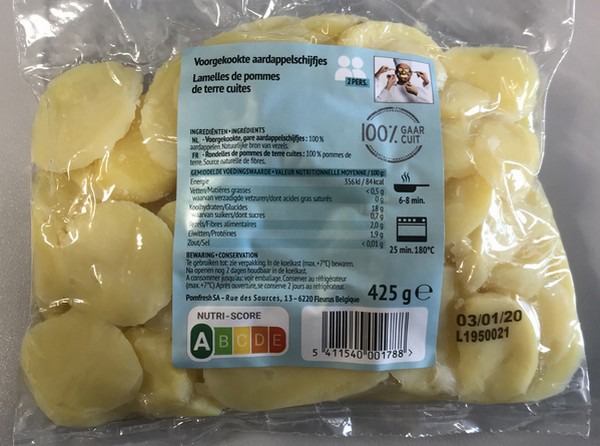 Voorgekookte aardappelschijfjes
Lamelles de pommes
de terre cuites
2 PERS.
100% GAAR
CUIT
INGREDIËNTEN • INGRÉDIENTS
NL - Voorgekookte, gare aardappelschijfjes : 100 %
aardappelen. Natuurlijke bron van vezels.
FR - Rondelles de pommes de terre cuites : 100 % pommes de
terre. Source naturelle de fibres.
GEMIDDELDE VOEDINGSWAARDE • VALEUR NUTRITIONNELLE MOYENNE / 100 g:
Energie 356kJ / 84 kcal
Vetten/Matières grasses < 0,5 g
waarvan verzadigde vetzuren/dont acides gras saturés 0 g
Koolhydraten/Glucides 18 g
waarvan suikers/dont sucres 0,7 g
Vezels/Fibres alimentaires 2,0 g
Eiwitten/Protéines 1,9 g
Zout/Sel < 0,01 g
6-8 min.
25 min. 180°C
BEWARING • CONSERVATION
Te gebruiken tot: zie verpakking. In de koelkast (max. +7°C) bewaren.
Na openen nog 2 dagen houdbaar in de koelkast.
A consommer jusqu'au: voir emballage. Conserver au réfrigérateur
(max. +7°C). Après ouverture, se conserve 2 jours au réfrigérateur.
Pomfresh SA - Rue des Sources, 13 - 6220 Fleurus Belgique
425 g e
NUTRI-SCORE
A B C D E
5 411540 001788 >
03/01/20
L1950021